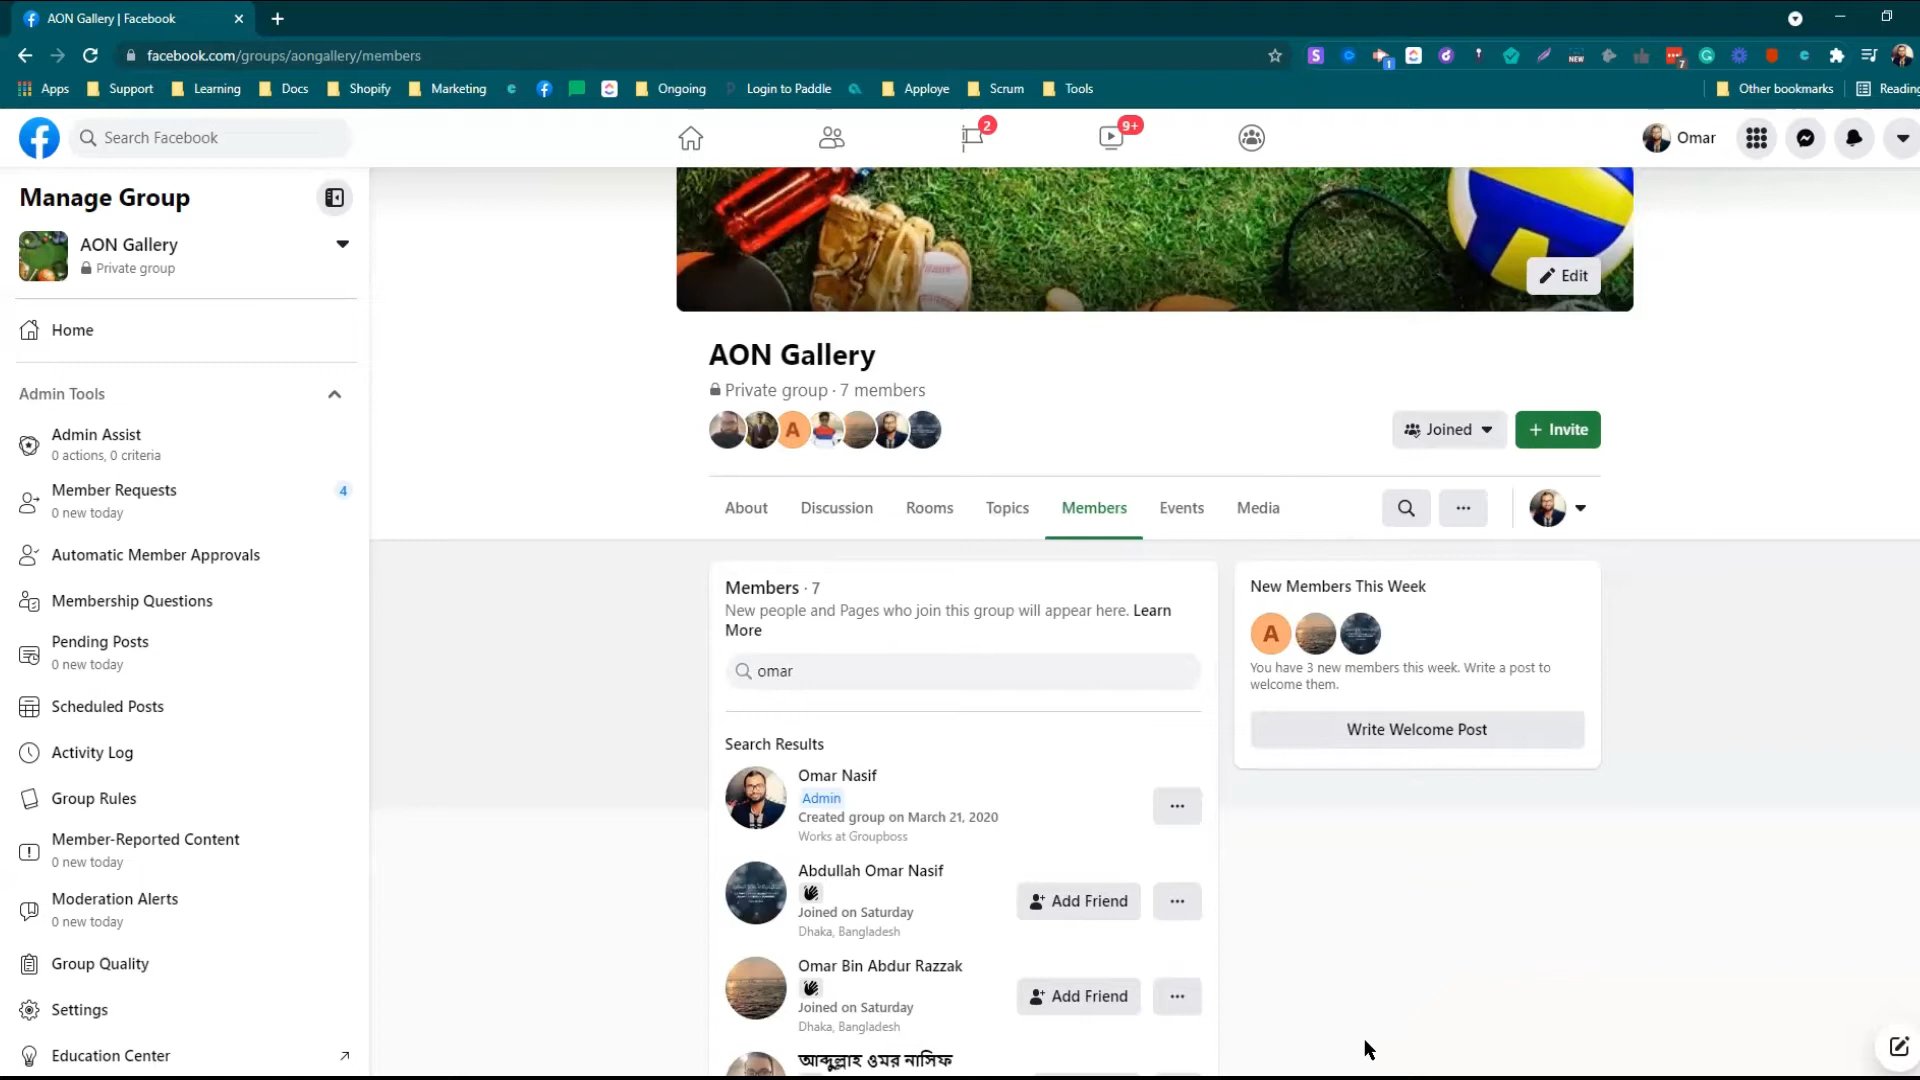 AON Gallery | Facebook
facebook.com/groups/aongallery/members
1
NEW
7
Apps
Support
Learning
Docs
Shopify
Marketing
Ongoing
Login to Paddle
Apploye
Scrum
Tools
Other bookmarks
Reading
Search Facebook
2
9+
Omar
Manage Group
AON Gallery
Private group
Home
Admin Tools
Admin Assist
0 actions, 0 criteria
Member Requests
4
0 new today
Automatic Member Approvals
Membership Questions
Pending Posts
0 new today
Scheduled Posts
Activity Log
Group Rules
Member-Reported Content
0 new today
Moderation Alerts
0 new today
Group Quality
Settings
Education Center
Edit
AON Gallery
Private group · 7 members
A
Joined
+ Invite
About
Discussion
Rooms
Topics
Members
Events
Media
Members · 7
New people and Pages who join this group will appear here. Learn
More
omar
Search Results
Omar Nasif
Admin
Created group on March 21, 2020
Works at Groupboss
Abdullah Omar Nasif
Joined on Saturday
Dhaka, Bangladesh
Add Friend
Omar Bin Abdur Razzak
Joined on Saturday
Dhaka, Bangladesh
Add Friend
আব্দুল্লাহ ওমর নাসিফ
New Members This Week
A
You have 3 new members this week. Write a post to
welcome them.
Write Welcome Post